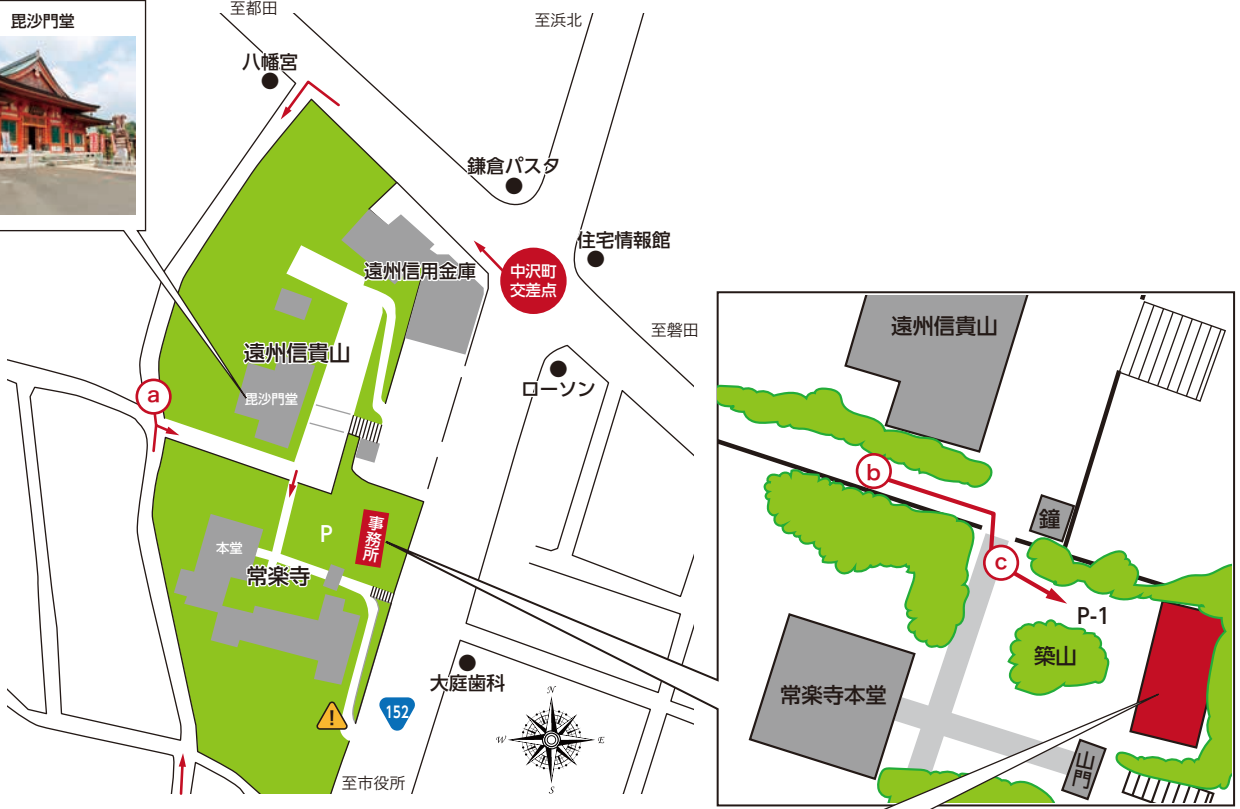 毘沙門堂
至都田
至浜北
八幡宮
鎌倉パスタ
住宅情報館
遠州信用金庫
中沢町
交差点
至磐田
遠州信貴山
毘沙門堂
ローソン
a
P
事務所
本堂
常楽寺
大庭歯科
!
152
N
W
E
S
至市役所
遠州信貴山
b
鐘
c
P-1
築山
常楽寺本堂
山門